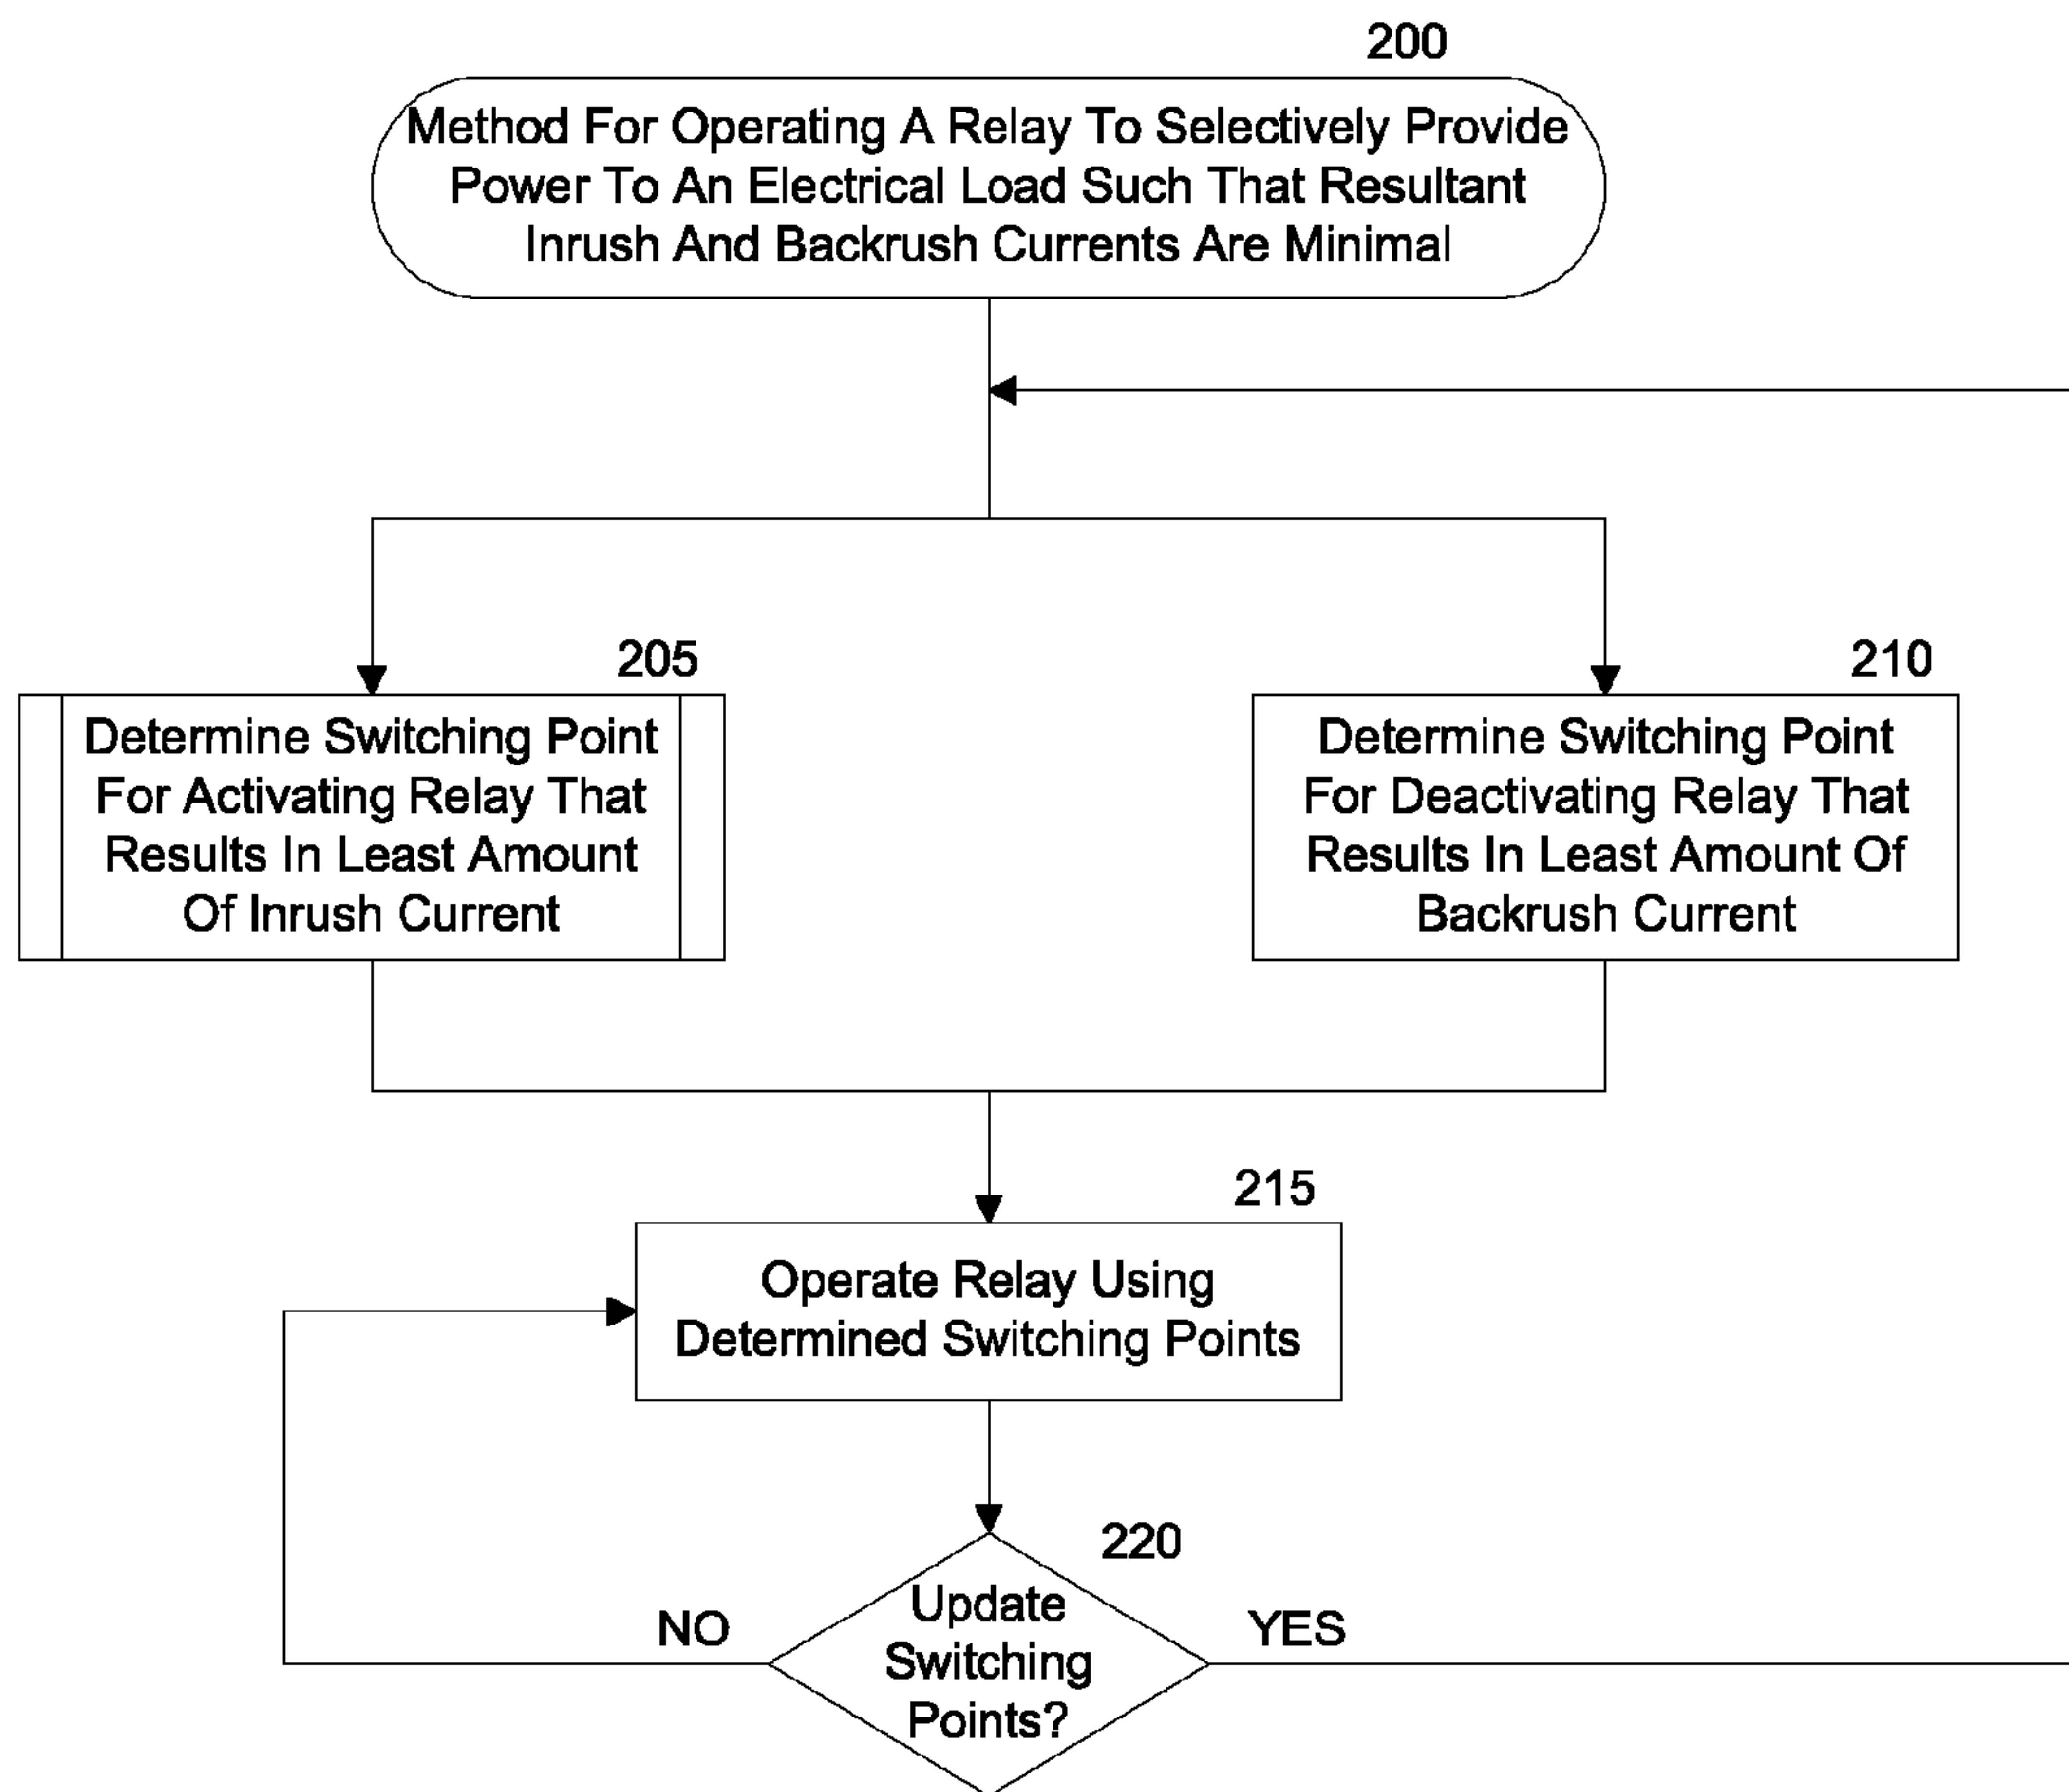 200
Method For Operating A Relay To Selectively Provide
Power To An Electrical Load Such That Resultant
Inrush And Backrush Currents Are Minimal
205
Determine Switching Point
For Activating Relay That
Results In Least Amount
Of Inrush Current
210
Determine Switching Point
For Deactivating Relay That
Results In Least Amount Of
Backrush Current
215
Operate Relay Using
Determined Switching Points
220
Update
Switching
Points?
NO
YES